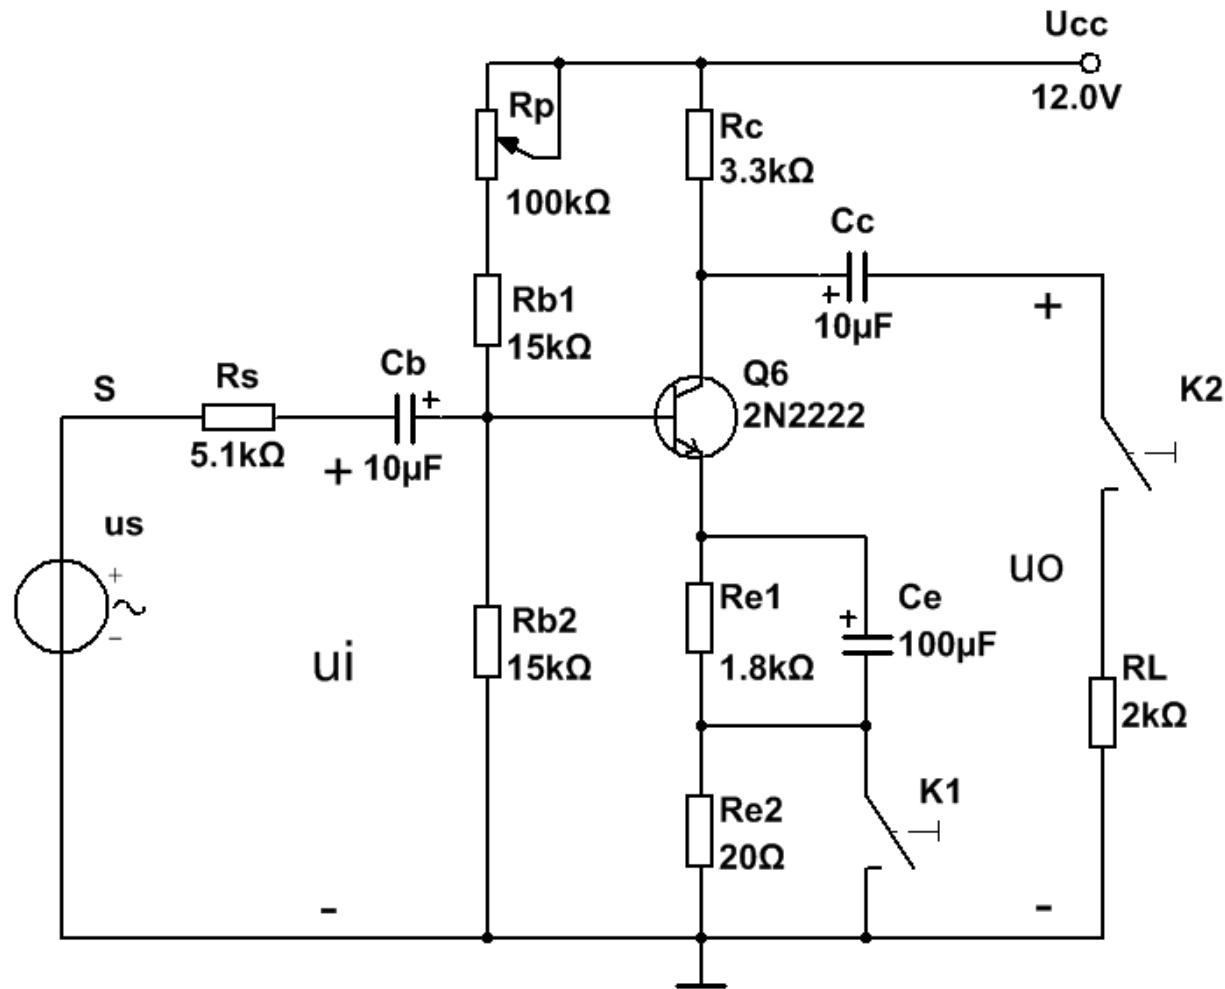 Ucc
12.0V
Rp
100kΩ
Rc
3.3kΩ
Cc
+
10µF
+
Rb1
15kΩ
S
Rs
5.1kΩ
Cb
+
+
10µF
Q6
2N2222
K2
us
+
-
ui
Rb2
15kΩ
Re1
1.8kΩ
+
Ce
100µF
uo
RL
2kΩ
Re2
20Ω
K1
-
-